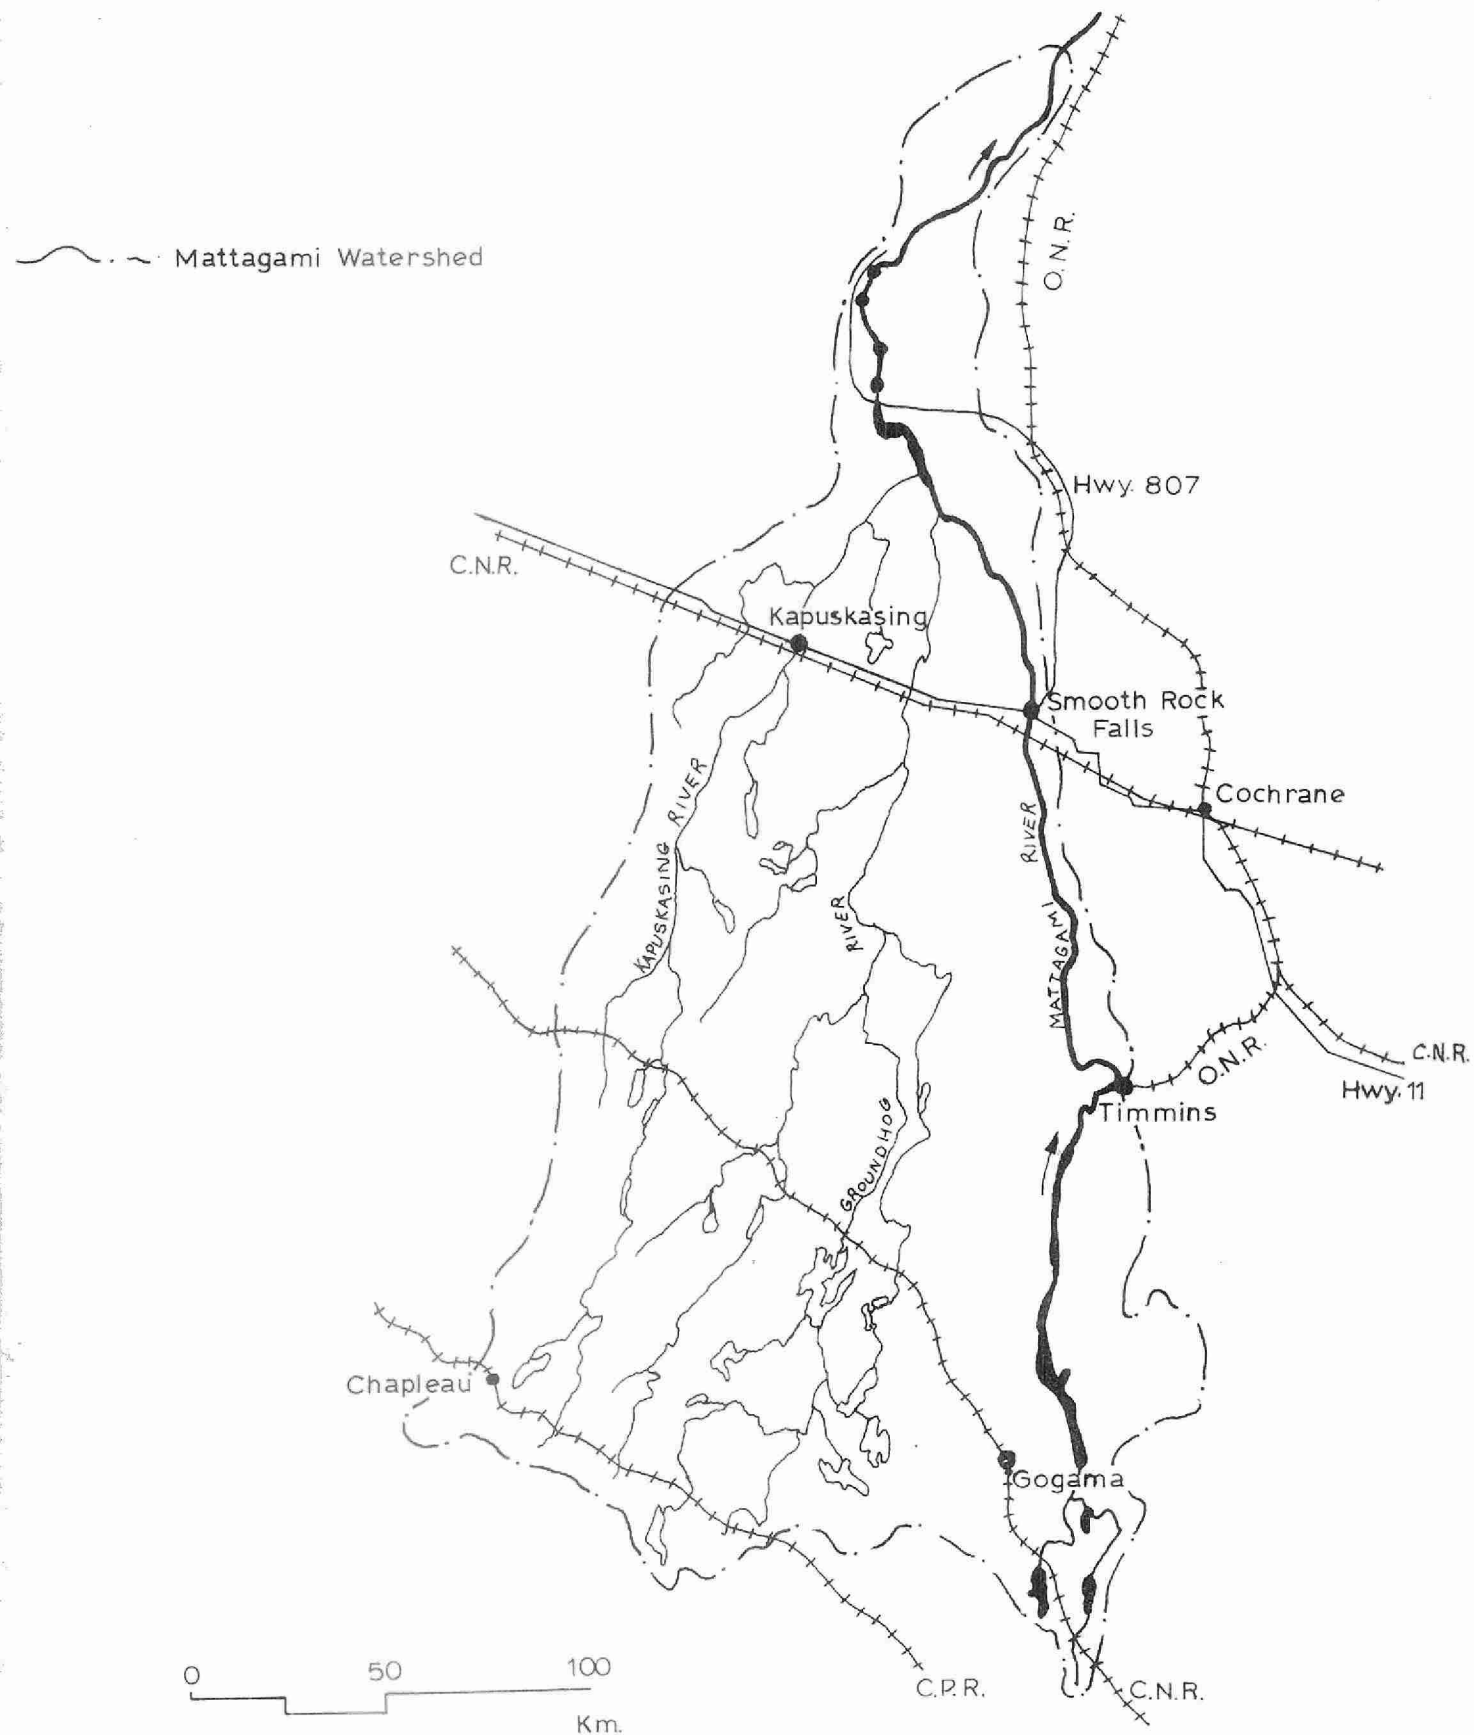 Mattagami Watershed
O.N.R.
Hwy. 807
C.N.R.
Kapuskasing
Smooth Rock
Falls
Cochrane
KAPUSKASING RIVER
RIVER
RIVER
MATTAGAMI
C.N.R.
O.N.R.
Hwy. 11
Timmins
GROUNDHOG
Chapleau
Gogama
0 50 100
Km.
C.P.R.
C.N.R.